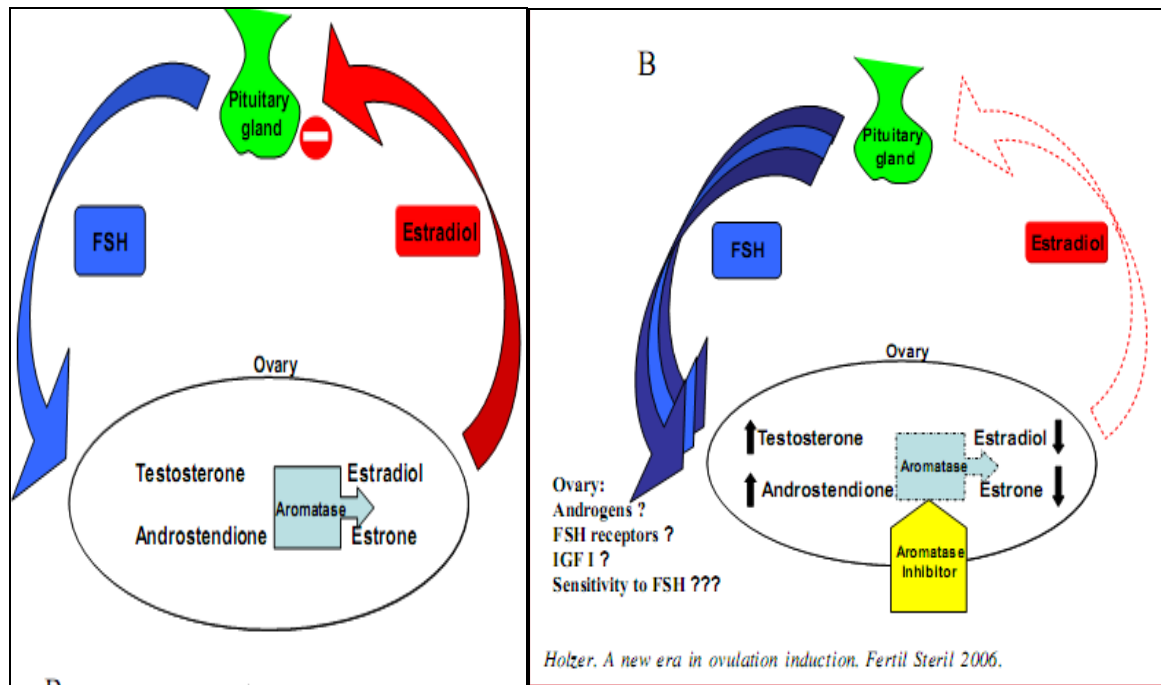 Pituitary
gland
FSH
Estradiol
Ovary
Testosterone
Estradiol
Aromatase
Androstendione
Estrone
B
Pituitary
gland
FSH
Estradiol
Ovary
Testosterone
Estradiol
Aromatase
Androstendione
Estrone
Ovary:
Androgens ?
FSH receptors ?
IGF I ?
Sensitivity to FSH ???
Aromatase
Inhibitor
Holzer. A new era in ovulation induction. Fertil Steril 2006.